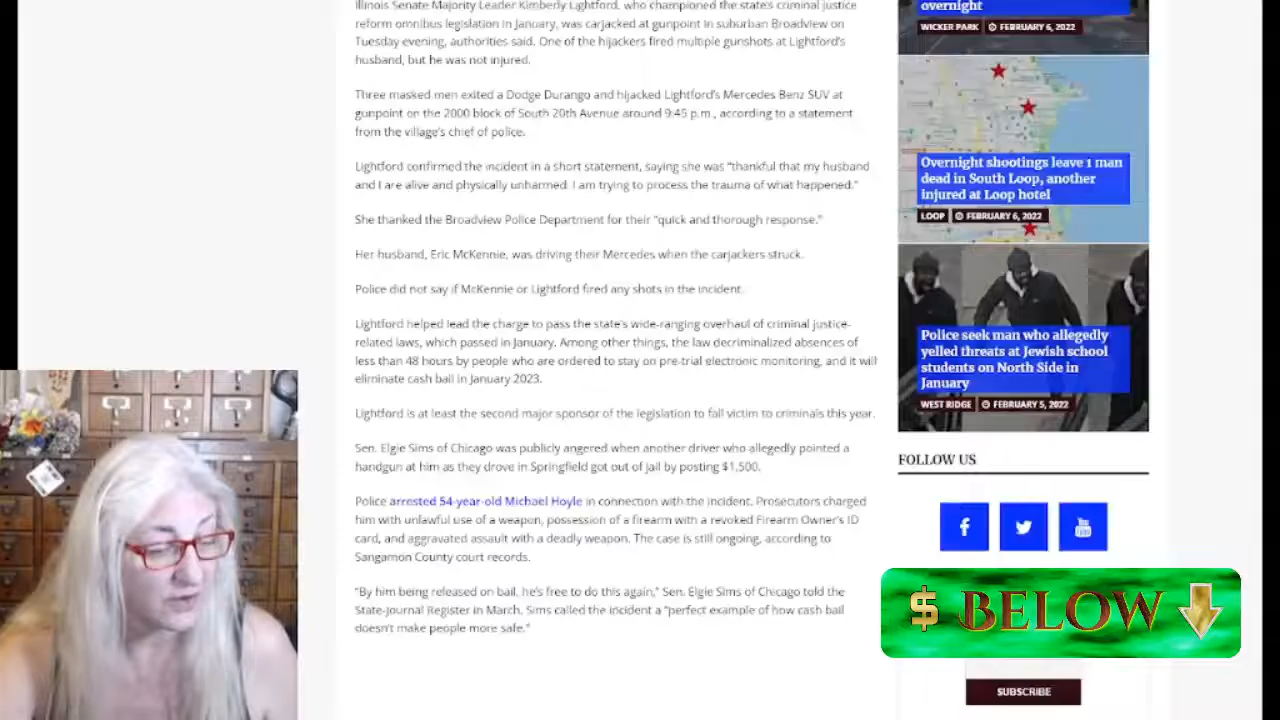 Illinois Senate Majority Leader Kimberly Lightford, who championed the state's criminal justice
reform omnibus legislation in January, was carjacked at gunpoint in suburban Broadview on
Tuesday evening, authorities said. One of the hijackers fired multiple gunshots at Lightford's
husband, but he was not injured.
Three masked men exited a Dodge Durango and hijacked Lightford's Mercedes Benz SUV at
gunpoint on the 2000 block of South 20th Avenue around 9:45 p.m., according to a statement
from the village's chief of police.
Lightford confirmed the incident in a short statement, saying she was "thankful that my husband
and I are alive and physically unharmed. I am trying to process the trauma of what happened."
She thanked the Broadview Police Department for their "quick and thorough response."
Her husband, Eric McKennie, was driving their Mercedes when the carjackers struck.
Police did not say if McKennie or Lightford fired any shots in the incident.
Lightford helped lead the charge to pass the state's wide-ranging overhaul of criminal justice-
related laws, which passed in January. Among other things, the law decriminalized absences of
less than 48 hours by people who are ordered to stay on pre-trial electronic monitoring, and it will
eliminate cash bail in January 2023.
Lightford is at least the second major sponsor of the legislation to fall victim to criminals this year.
Sen. Elgie Sims of Chicago was publicly angered when another driver who allegedly pointed a
handgun at him as they drove in Springfield got out of jail by posting $1,500.
Police arrested 54-year-old Michael Hoyle in connection with the incident. Prosecutors charged
him with unlawful use of a weapon, possession of a firearm with a revoked Firearm Owner's ID
card, and aggravated assault with a deadly weapon. The case is still ongoing, according to
Sangamon County court records.
"By him being released on bail, he's free to do this again," Sen. Elgie Sims of Chicago told the
State-Journal Register in March. Sims called the incident a "perfect example of how cash bail
doesn't make people more safe."
overnight
WICKER PARK FEBRUARY 6, 2022
Overnight shootings leave 1 man
dead in South Loop, another
injured at Loop hotel
LOOP FEBRUARY 6, 2022
Police seek man who allegedly
yelled threats at Jewish school
students on North Side in
January
WEST RIDGE FEBRUARY 5, 2022
FOLLOW US
$ BELOW
SUBSCRIBE